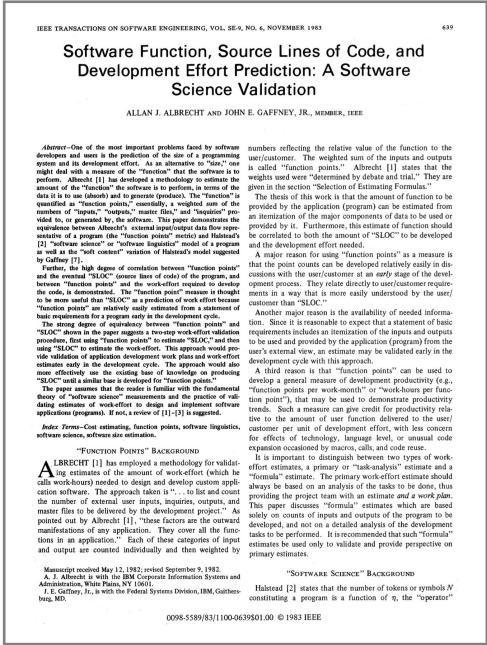 IEEE TRANSACTIONS ON SOFTWARE ENGINEERING, VOL. SE-9, NO. 6, NOVEMBER 1983
639
Software Function, Source Lines of Code, and
Development Effort Prediction: A Software
Science Validation
ALLAN J. ALBRECHT AND JOHN E. GAFFNEY, JR., MEMBER, IEEE
Abstract—One of the most important problems faced by software
developers and users is the prediction of the size of a programming
system and its development effort. As an alternative to "size," one
might deal with a measure of the "function" that the software is to
perform. Albrecht [1] has developed a methodology to estimate the
amount of the "function" the software is to perform, in terms of the
data it is to use (absorb) and to generate (produce). The "function" is
quantified as "function points," essentially, a weighted sum of the
numbers of "inputs," "outputs," master files," and "inquiries" pro-
vided to, or generated by, the software. This paper demonstrates the
equivalence between Albrecht's external input/output data flow repre-
sentative of a program (the "function points" metric) and Halstead's
[2] "software science" or "software linguistics" model of a program
as well as the "soft content" variation of Halstead's model suggested
by Gaffney [7].
Further, the high degree of correlation between "function points"
and the eventual "SLOC" (source lines of code) of the program, and
between "function points" and the work-effort required to develop
the code, is demonstrated. The "function point" measure is thought
to be more useful than "SLOC" as a prediction of work effort because
"function points" are relatively easily estimated from a statement of
basic requirements for a program early in the development cycle.
The strong degree of equivalency between "function points" and
"SLOC" shown in the paper suggests a two-step work-effort validation
procedure, first using "function points" to estimate "SLOC," and then
using "SLOC" to estimate the work-effort. This approach would pro-
vide validation of application development work plans and work-effort
estimates early in the development cycle. The approach would also
more effectively use the existing base of knowledge on producing
"SLOC" until a similar base is developed for "function points."
The paper assumes that the reader is familiar with the fundamental
theory of "software science" measurements and the practice of vali-
dating estimates of work-effort to design and implement software
applications (programs). If not, a review of [1]-[3] is suggested.
Index Terms—Cost estimating, function points, software linguistics,
software science, software size estimation.
"FUNCTION POINTS" BACKGROUND
ALBRECHT [1] has employed a methodology for validat-
ing estimates of the amount of work-effort (which he
calls work-hours) needed to design and develop custom appli-
cation software. The approach taken is ". . . to list and count
the number of external user inputs, inquiries, outputs, and
master files to be delivered by the development project." As
pointed out by Albrecht [1], "these factors are the outward
manifestations of any application. They cover all the func-
tions in an application." Each of these categories of input
and output are counted individually and then weighted by
Manuscript received May 12, 1982; revised September 9, 1982.
A. J. Albrecht is with the IBM Corporate Information Systems and
Administration, White Plains, NY 10601.
J. E. Gaffney, Jr., is with the Federal Systems Division, IBM, Gaithers-
burg, MD.
numbers reflecting the relative value of the function to the
user/customer. The weighted sum of the inputs and outputs
is called "function points." Albrecht [1] states that the
weights used were "determined by debate and trial." They are
given in the section "Selection of Estimating Formulas."
The thesis of this work is that the amount of function to be
provided by the application (program) can be estimated from
an itemization of the major components of data to be used or
provided by it. Furthermore, this estimate of function should
be correlated to both the amount of "SLOC" to be developed
and the development effort needed.
A major reason for using "function points" as a measure is
that the point counts can be developed relatively easily in dis-
cussions with the user/customer at an early stage of the devel-
opment process. They relate directly to user/customer require-
ments in a way that is more easily understood by the user/
customer than "SLOC."
Another major reason is the availability of needed informa-
tion. Since it is reasonable to expect that a statement of basic
requirements includes an itemization of the inputs and outputs
to be used and provided by the application (program) from the
user's external view, an estimate may be validated early in the
development cycle with this approach.
A third reason is that "function points" can be used to
develop a general measure of development productivity (e.g.,
"function points per work-month" or "work-hours per func-
tion point"), that may be used to demonstrate productivity
trends. Such a measure can give credit for productivity rela-
tive to the amount of user function delivered to the user/
customer per unit of development effort, with less concern
for effects of technology, language level, or unusual code
expansion occasioned by macros, calls, and code reuse.
It is important to distinguish between two types of work-
effort estimates, a primary or "task-analysis" estimate and a
"formula" estimate. The primary work-effort estimate should
always be based on an analysis of the tasks to be done, thus
providing the project team with an estimate and a work plan.
This paper discusses "formula" estimates which are based
solely on counts of inputs and outputs of the program to be
developed, and not on a detailed analysis of the development
tasks to be performed. It is recommended that such "formula"
estimates be used only to validate and provide perspective on
primary estimates.
"SOFTWARE SCIENCE" BACKGROUND
Halstead [2] states that the number of tokens or symbols N
constituting a program is a function of η, the "operator"
0098-5589/83/1100-0639$01.00 © 1983 IEEE